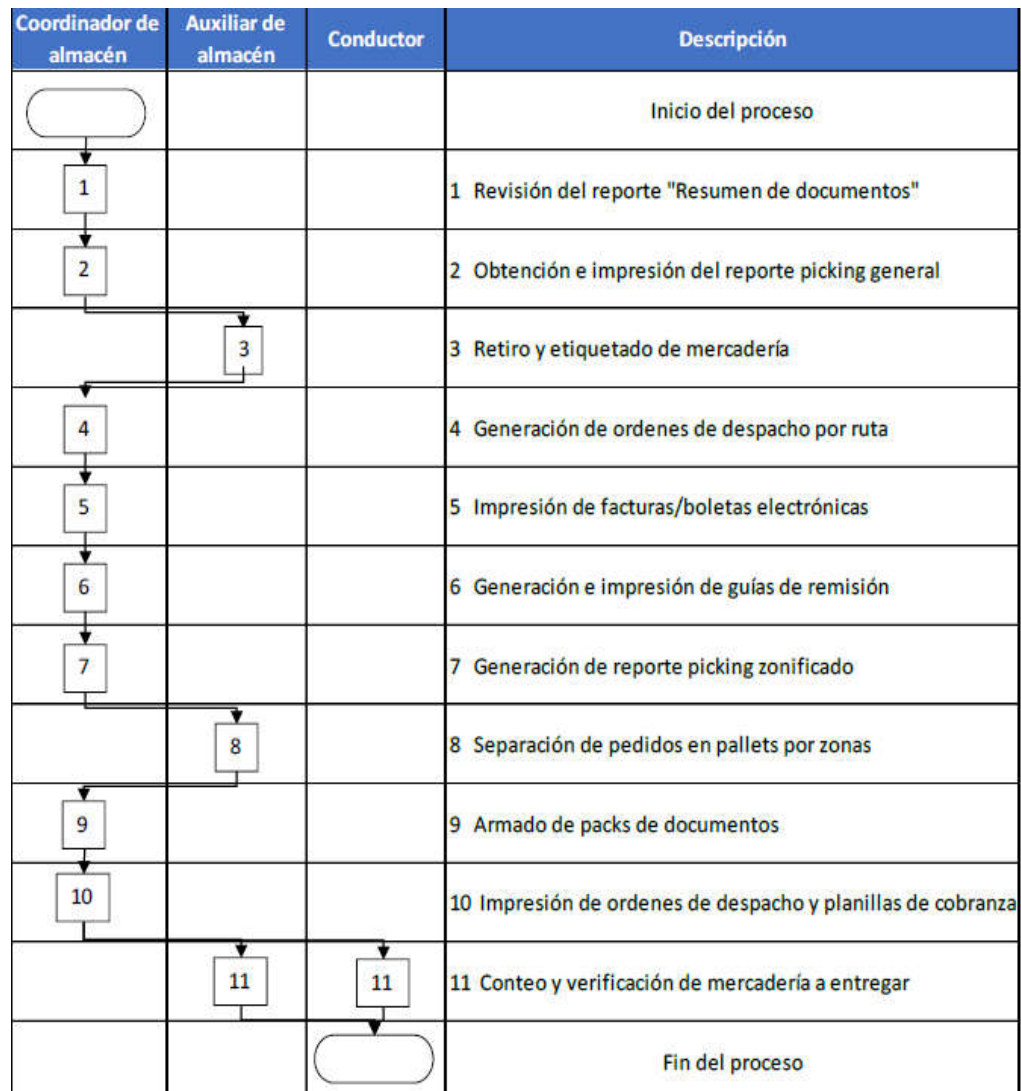 Coordinador de almacén
Auxiliar de almacén
Conductor
Descripción
Inicio del proceso
1
1 Revisión del reporte "Resumen de documentos"
2
2 Obtención e impresión del reporte picking general
3
3 Retiro y etiquetado de mercadería
4
4 Generación de ordenes de despacho por ruta
5
5 Impresión de facturas/boletas electrónicas
6
6 Generación e impresión de guías de remisión
7
7 Generación de reporte picking zonificado
8
8 Separación de pedidos en pallets por zonas
9
9 Armado de packs de documentos
10
10 Impresión de ordenes de despacho y planillas de cobranza
11
11
11 Conteo y verificación de mercadería a entregar
Fin del proceso